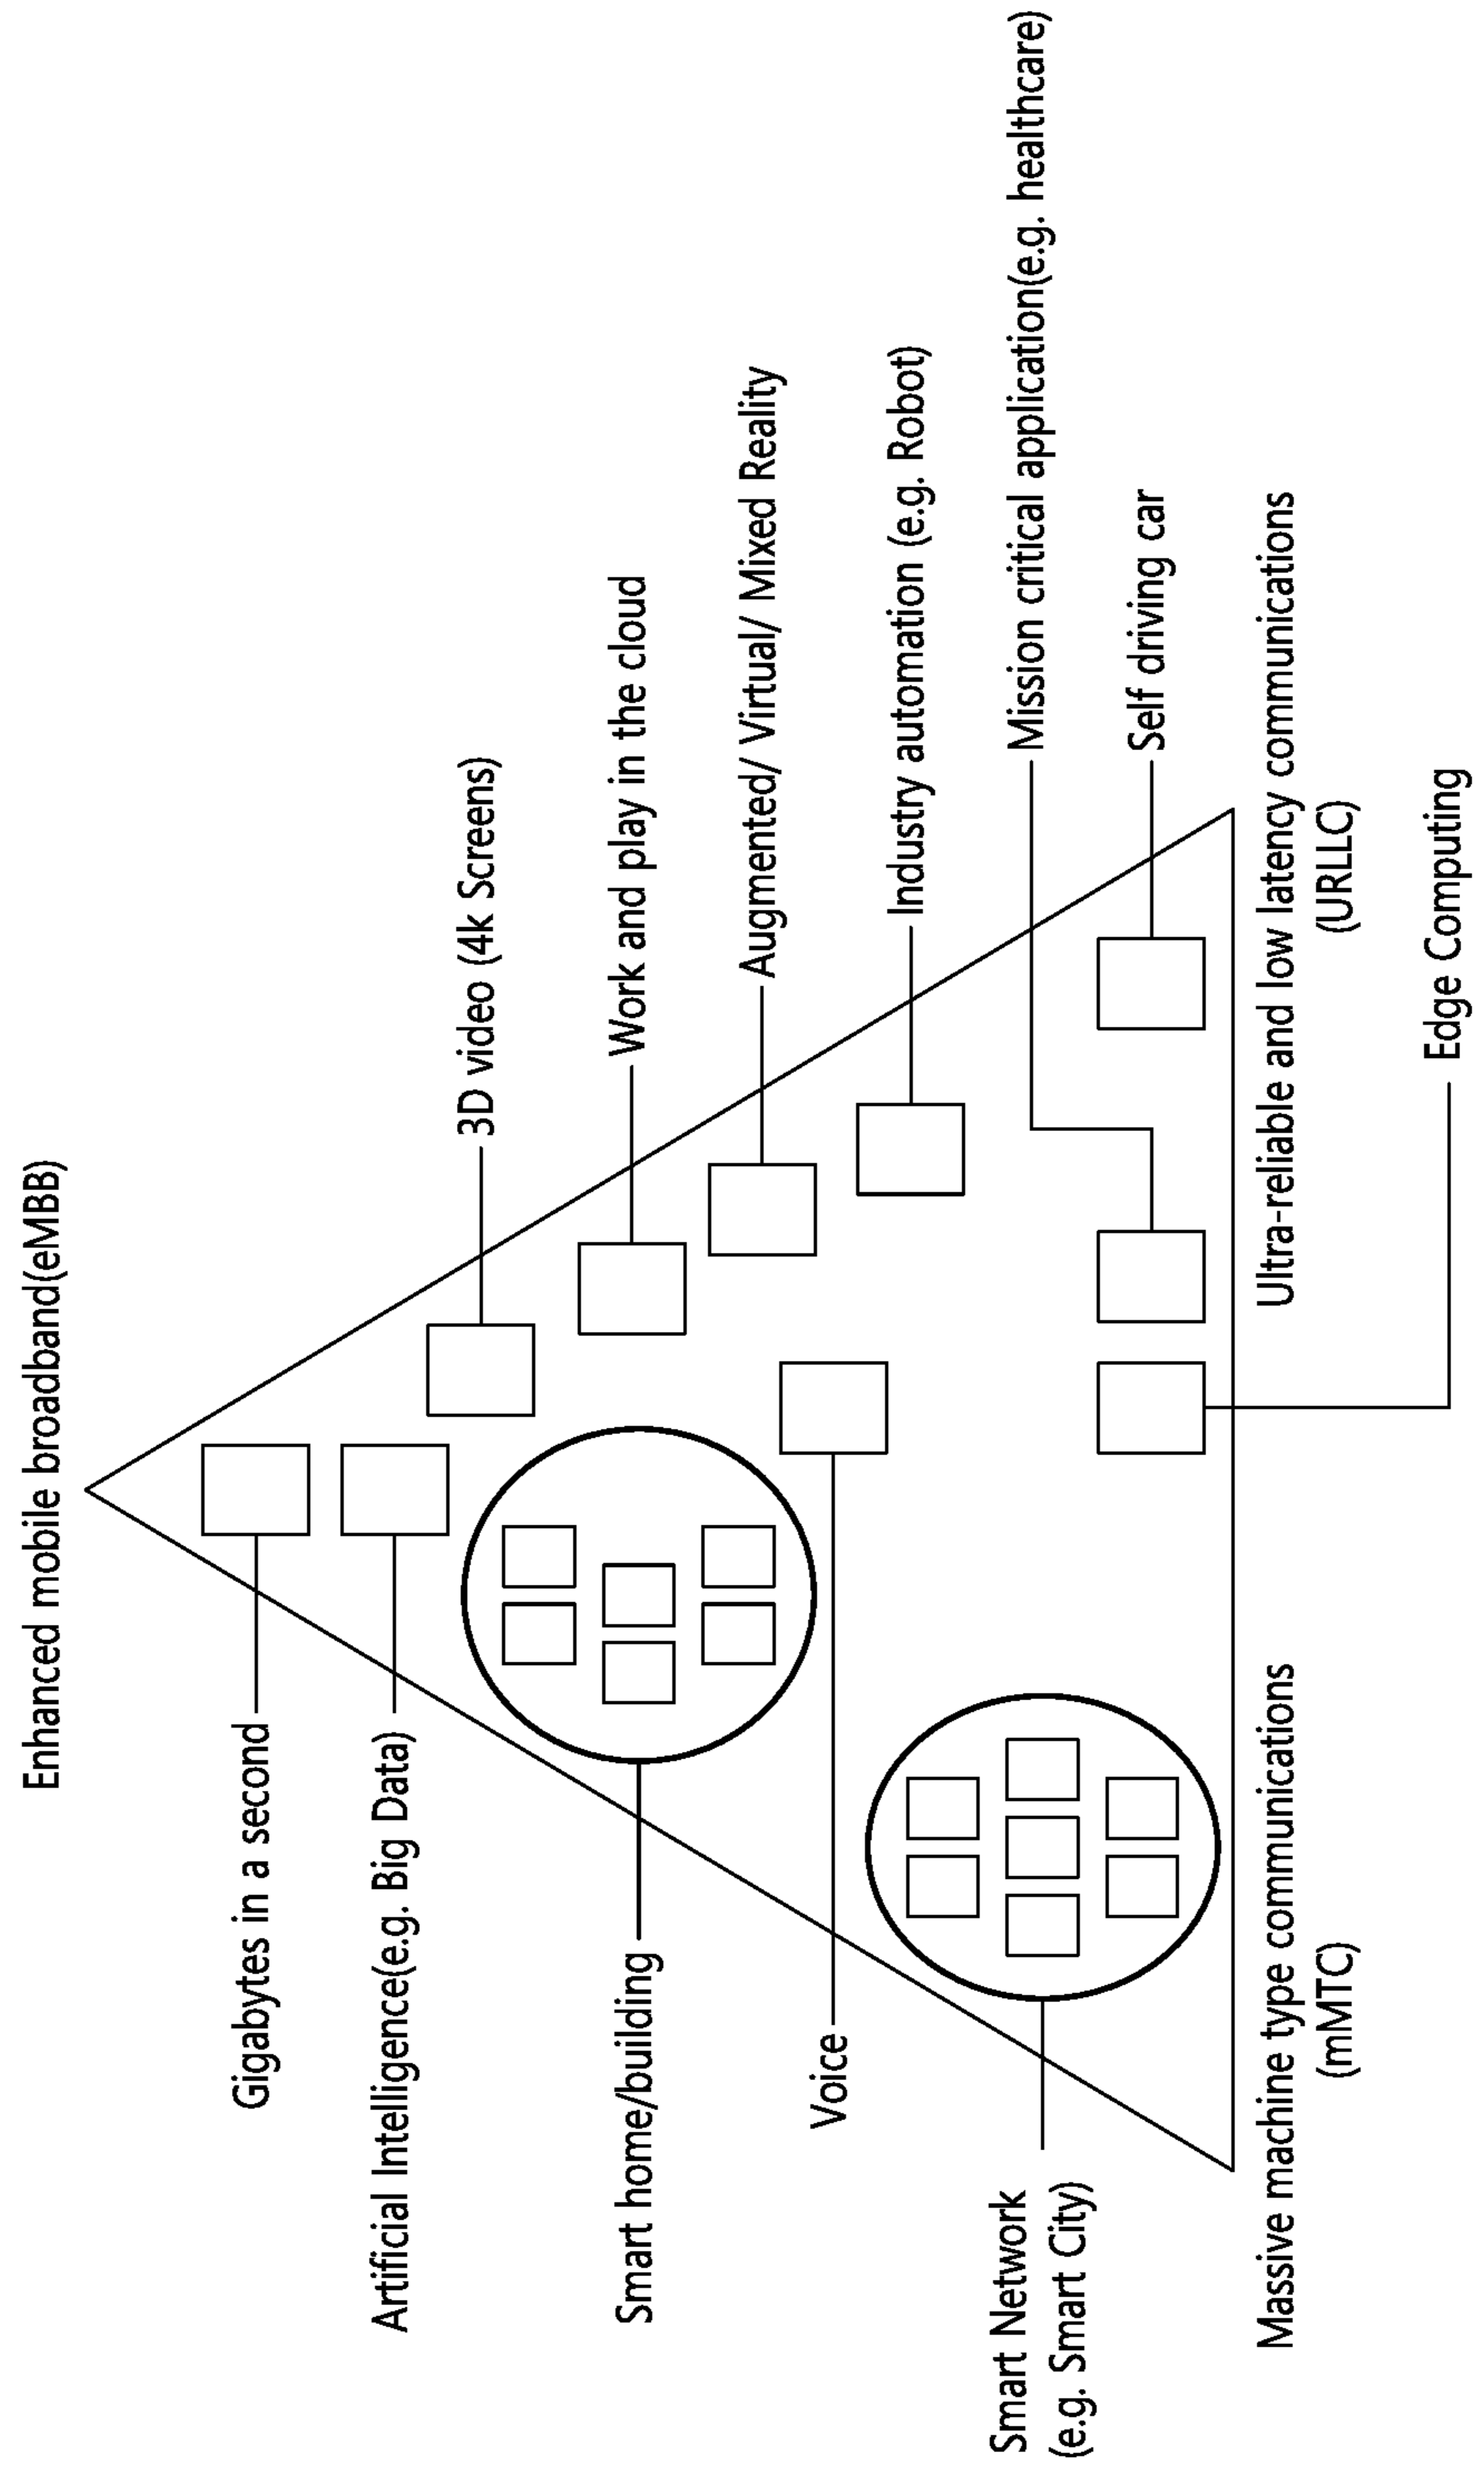 Enhanced mobile broadband(eMBB)
Gigabytes in a second
Artificial Intelligence(e.g. Big Data)
3D video (4k Screens)
Smart home/building
Work and play in the cloud
Augmented/ Virtual/ Mixed Reality
Voice
Industry automation (e.g. Robot)
Smart Network
(e.g. Smart City)
Mission critical application(e.g. healthcare)
Self driving car
Massive machine type communications
(mMTC)
Ultra-reliable and low latency communications
(URLLC)
Edge Computing